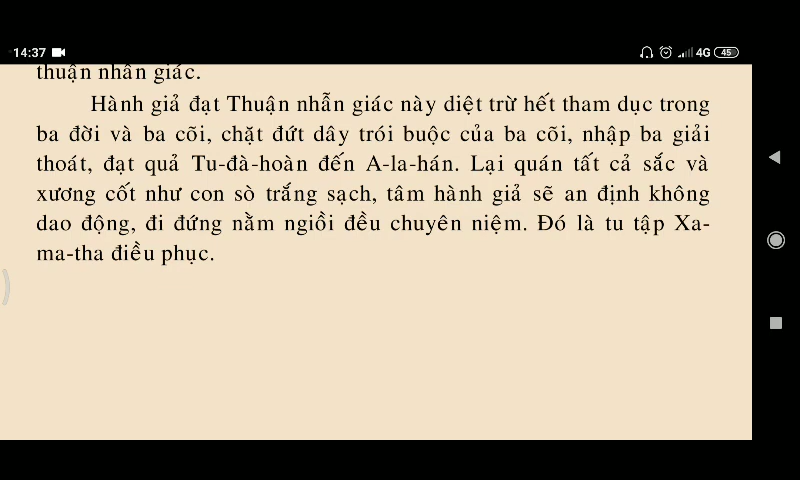 14:37
4G 45
thuận nhẫn giác.
Hành giả đạt Thuận nhẫn giác này diệt trừ hết tham dục trong
ba đời và ba cõi, chặt đứt dây trói buộc của ba cõi, nhập ba giải
thoát, đạt quả Tu-đà-hoàn đến A-la-hán. Lại quán tất cả sắc và
xương cốt như con sò trắng sạch, tâm hành giả sẽ an định không
dao động, đi đứng nằm ngiồi đều chuyên niệm. Đó là tu tập Xa-
ma-tha điều phục.